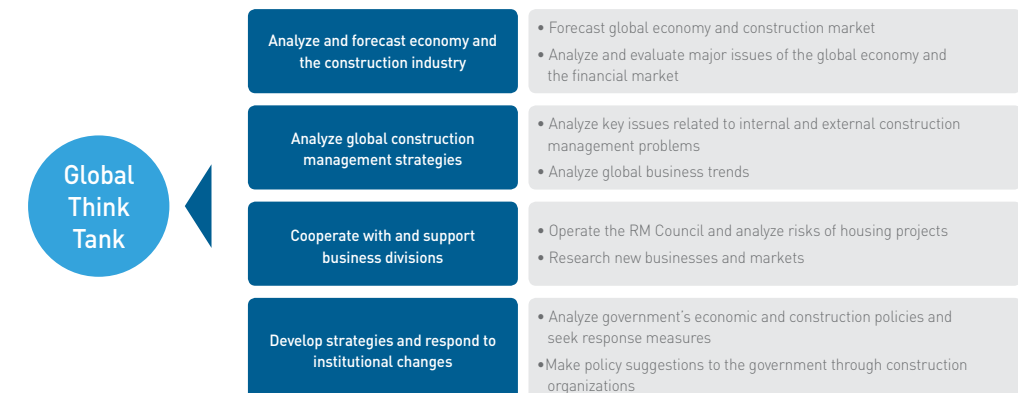 Global
Think
Tank
Analyze and forecast economy and
the construction industry
• Forecast global economy and construction market
• Analyze and evaluate major issues of the global economy and
the financial market
Analyze global construction
management strategies
• Analyze key issues related to internal and external construction
management problems
• Analyze global business trends
Cooperate with and support
business divisions
• Operate the RM Council and analyze risks of housing projects
• Research new businesses and markets
Develop strategies and respond to
institutional changes
• Analyze government's economic and construction policies and
seek response measures
•Make policy suggestions to the government through construction
organizations